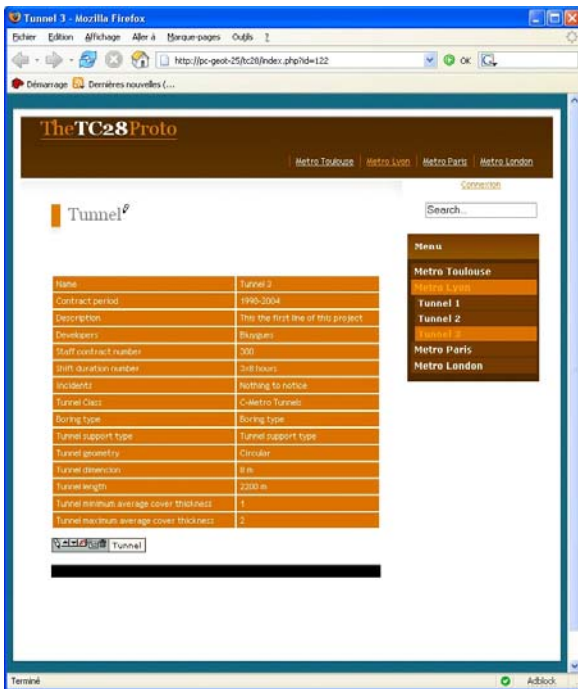 Tunnel 3 - Mozilla Firefox
Fichier Edition Affichage Aller à Marque-pages Outils ?
http://pc-geot-25/tc28/index.php?id=122 OK
Démarrage Dernières nouvelles (...
TheTC28Proto
Metro Toulouse Metro Lyon Metro Paris Metro London
Connexion
Search...
Tunnel
Menu
Metro Toulouse
Metro Lyon
Tunnel 1
Tunnel 2
Tunnel 3
Metro Paris
Metro London
Name
Contract period 1990-2004
Description This the first line of this project
Developers
Staff contract number 300
Shift duration number 3x8 hours
Incidents Nothing to notice
Tunnel Class C-Metro Tunnels
Boring type Boring type
Tunnel support type Tunnel support type
Tunnel geometry Circular
Tunnel dimension 8 m
Tunnel length 2200 m
Tunnel minimum average cover thickness 1
Tunnel maximum average cover thickness 2
Tunnel
Terminé Adblock